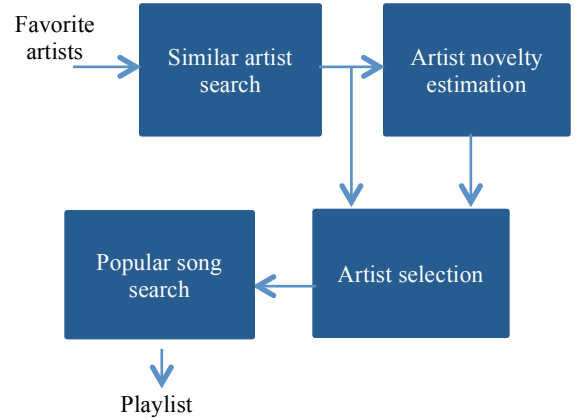 Favorite
artists
Similar artist
search
Artist novelty
estimation
Popular song
search
Artist selection
Playlist